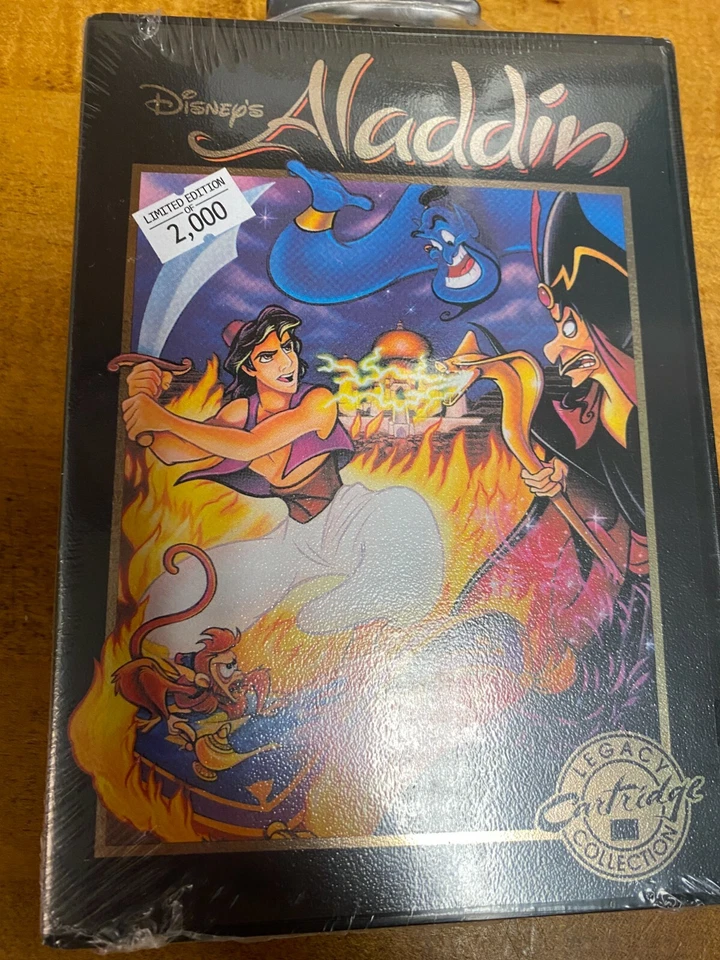 Disney's Aladdin
LIMITED EDITION
OF
2,000
LEGACY
Cartridge
COLLECTION